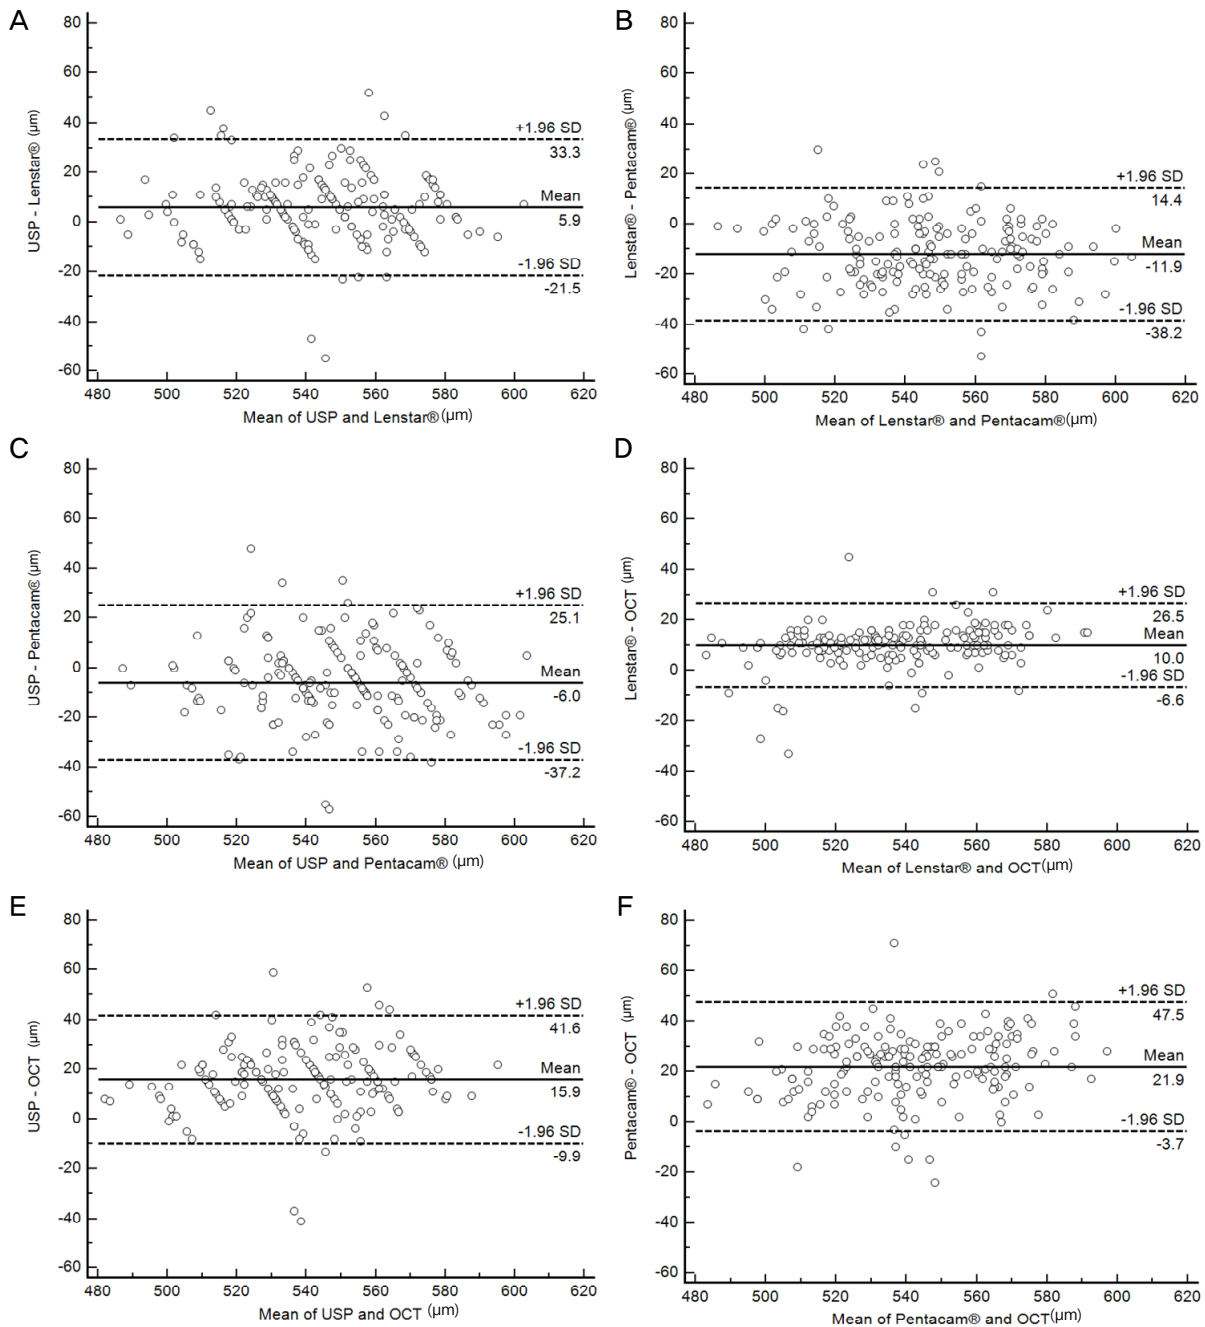 A
80
60
40
20
0
-20
-40
-60
USP - Lenstar® (µm)
+1.96 SD
33.3
Mean
5.9
-1.96 SD
-21.5
480 500 520 540 560 580 600 620
Mean of USP and Lenstar® (µm)
B
80
60
40
20
0
-20
-40
-60
Lenstar® - Pentacam® (µm)
+1.96 SD
14.4
Mean
-11.9
-1.96 SD
-38.2
480 500 520 540 560 580 600 620
Mean of Lenstar® and Pentacam® (µm)
C
80
60
40
20
0
-20
-40
-60
USP - Pentacam® (µm)
+1.96 SD
25.1
Mean
-6.0
-1.96 SD
-37.2
480 500 520 540 560 580 600 620
Mean of USP and Pentacam® (µm)
D
80
60
40
20
0
-20
-40
-60
Lenstar® - OCT (µm)
+1.96 SD
26.5
Mean
10.0
-1.96 SD
-6.6
480 500 520 540 560 580 600 620
Mean of Lenstar® and OCT (µm)
E
80
60
40
20
0
-20
-40
-60
USP - OCT (µm)
+1.96 SD
41.6
Mean
15.9
-1.96 SD
-9.9
480 500 520 540 560 580 600 620
Mean of USP and OCT (µm)
F
80
60
40
20
0
-20
-40
-60
Pentacam® - OCT (µm)
+1.96 SD
47.5
Mean
21.9
-1.96 SD
-3.7
480 500 520 540 560 580 600 620
Mean of Pentacam® and OCT (µm)